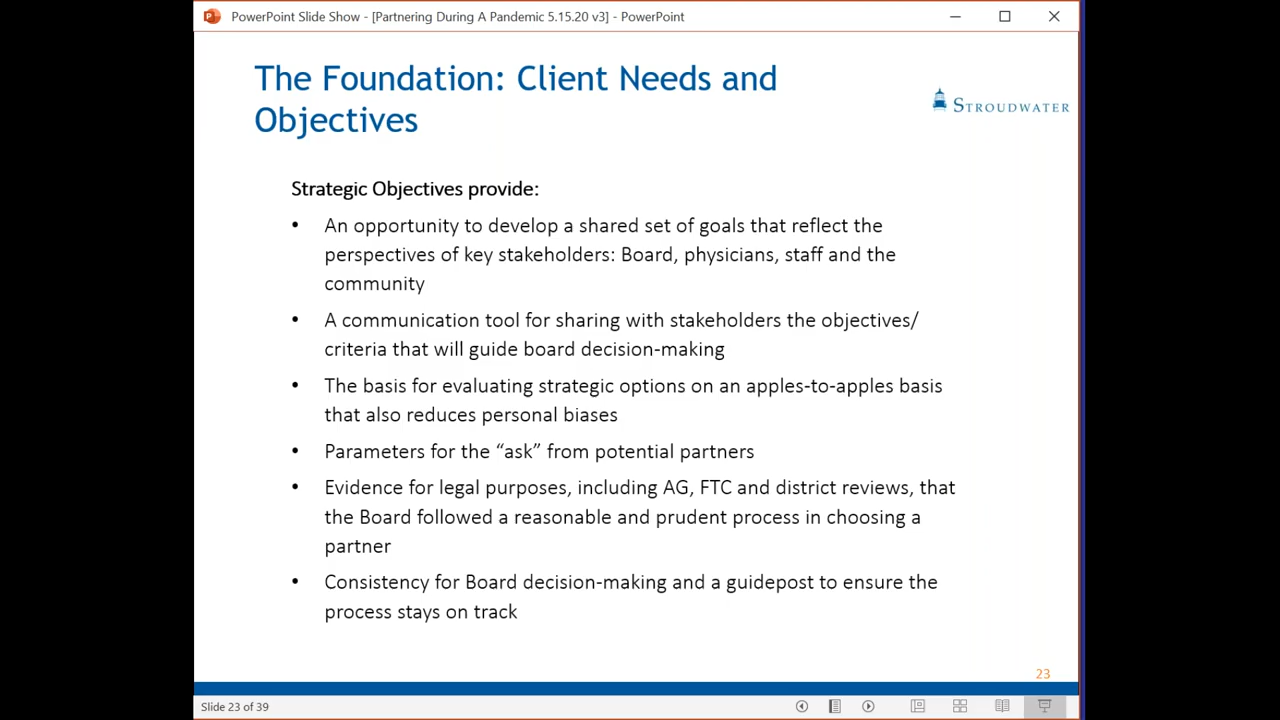 PowerPoint Slide Show - [Partnering During A Pandemic 5.15.20 v3] - PowerPoint
The Foundation: Client Needs and
Objectives
STROUDWATER
Strategic Objectives provide:
• An opportunity to develop a shared set of goals that reflect the
perspectives of key stakeholders: Board, physicians, staff and the
community
• A communication tool for sharing with stakeholders the objectives/
criteria that will guide board decision-making
• The basis for evaluating strategic options on an apples-to-apples basis
that also reduces personal biases
• Parameters for the “ask” from potential partners
• Evidence for legal purposes, including AG, FTC and district reviews, that
the Board followed a reasonable and prudent process in choosing a
partner
• Consistency for Board decision-making and a guidepost to ensure the
process stays on track
23
Slide 23 of 39